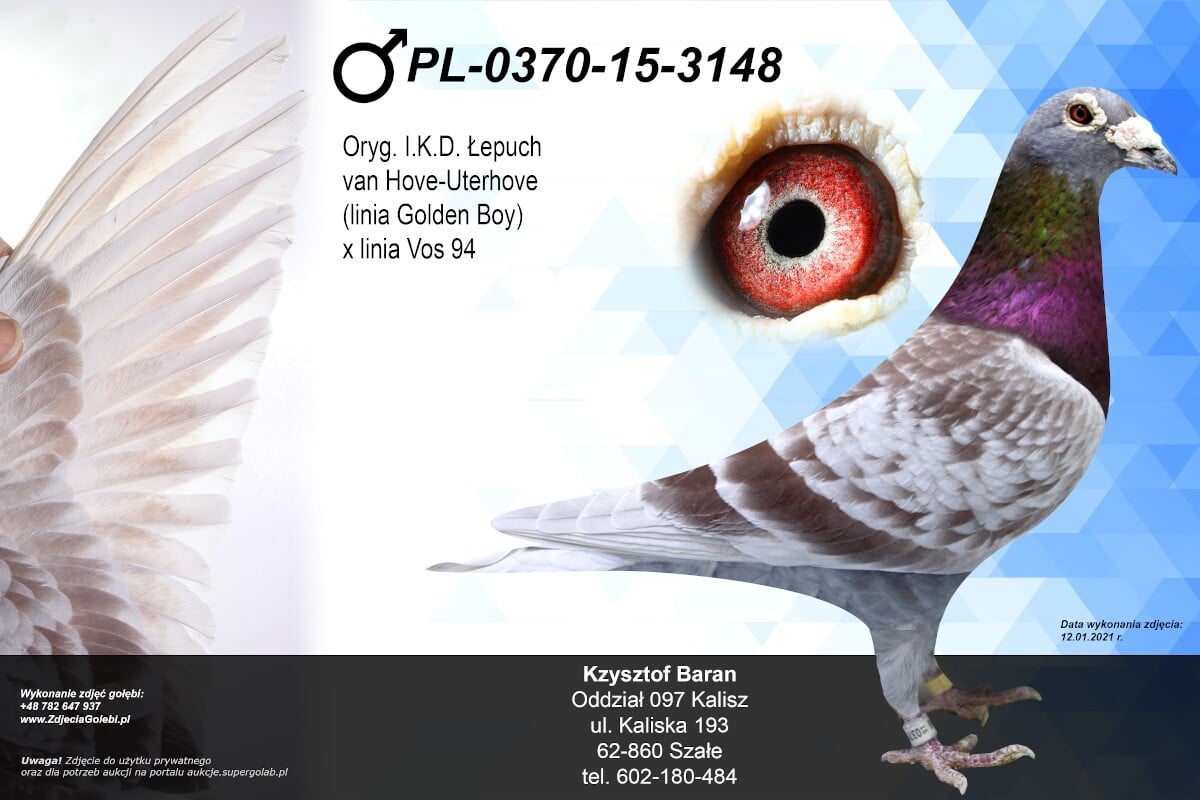 PL-0370-15-3148
Oryg. I.K.D. Łepuch
van Hove-Uterhove
(linia Golden Boy)
x linia Vos 94
Data wykonania zdjęcia:
12.01.2021 r.
Krzysztof Baran
Oddział 097 Kalisz
ul. Kaliska 193
62-860 Szałe
tel. 602-180-484
Wykonanie zdjęć gołębi:
+48 782 647 937
www.ZdjeciaGolebi.pl
Uwaga! Zdjęcie do użytku prywatnego
oraz dla potrzeb aukcji na portalu aukcje.supergolab.pl